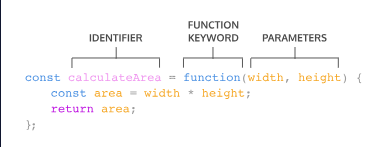 FUNCTION
IDENTIFIER KEYWORD PARAMETERS
const calculateArea = function(width, height) {
const area = width * height;
return area;
};